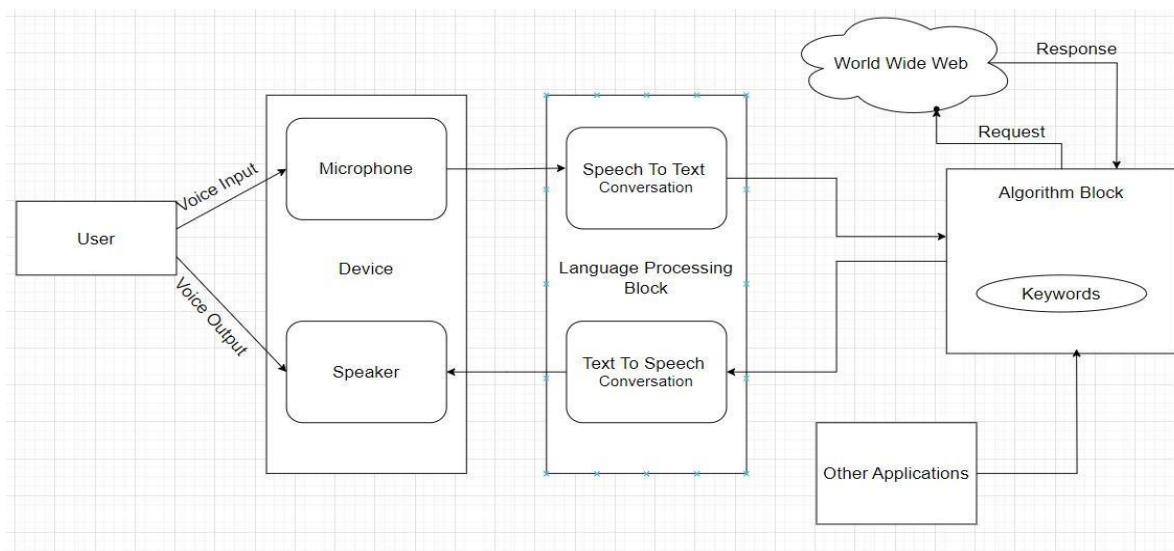 World Wide Web
Response
Request
Microphone
Speech To Text
Conversation
Algorithm Block
Voice Input
User
Device
Language Processing
Block
Keywords
Voice Output
Speaker
Text To Speech
Conversation
Other Applications